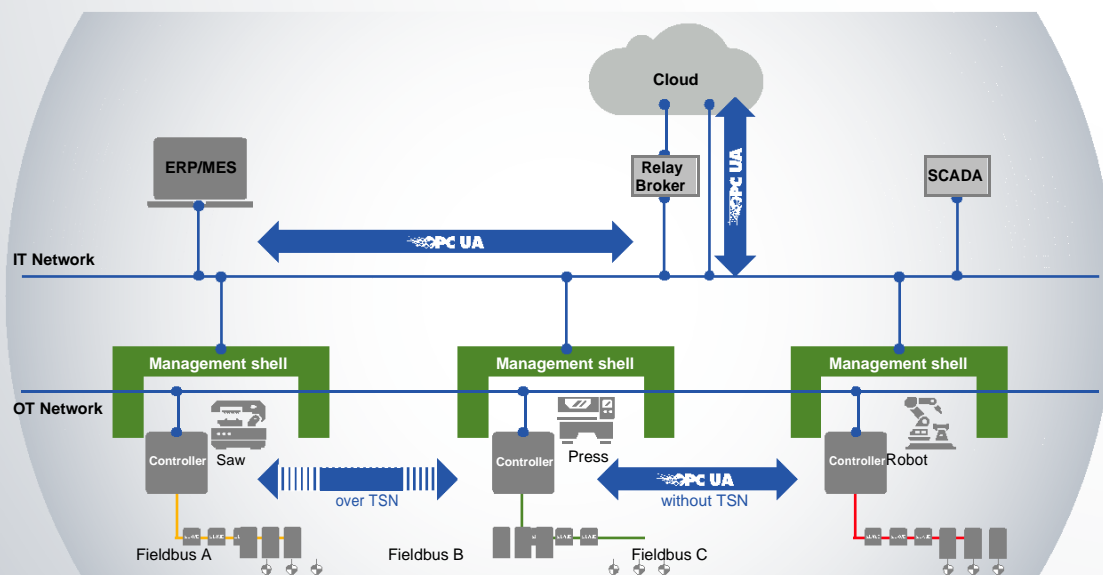 Cloud
ERP/MES
Relay
Broker
SCADA
OPC UA
OPC UA
IT Network
Management shell
Management shell
Management shell
OT Network
Controller
Saw
Controller
Press
Controller
Robot
over TSN
OPC UA
without TSN
Fieldbus A
Fieldbus B
Fieldbus C